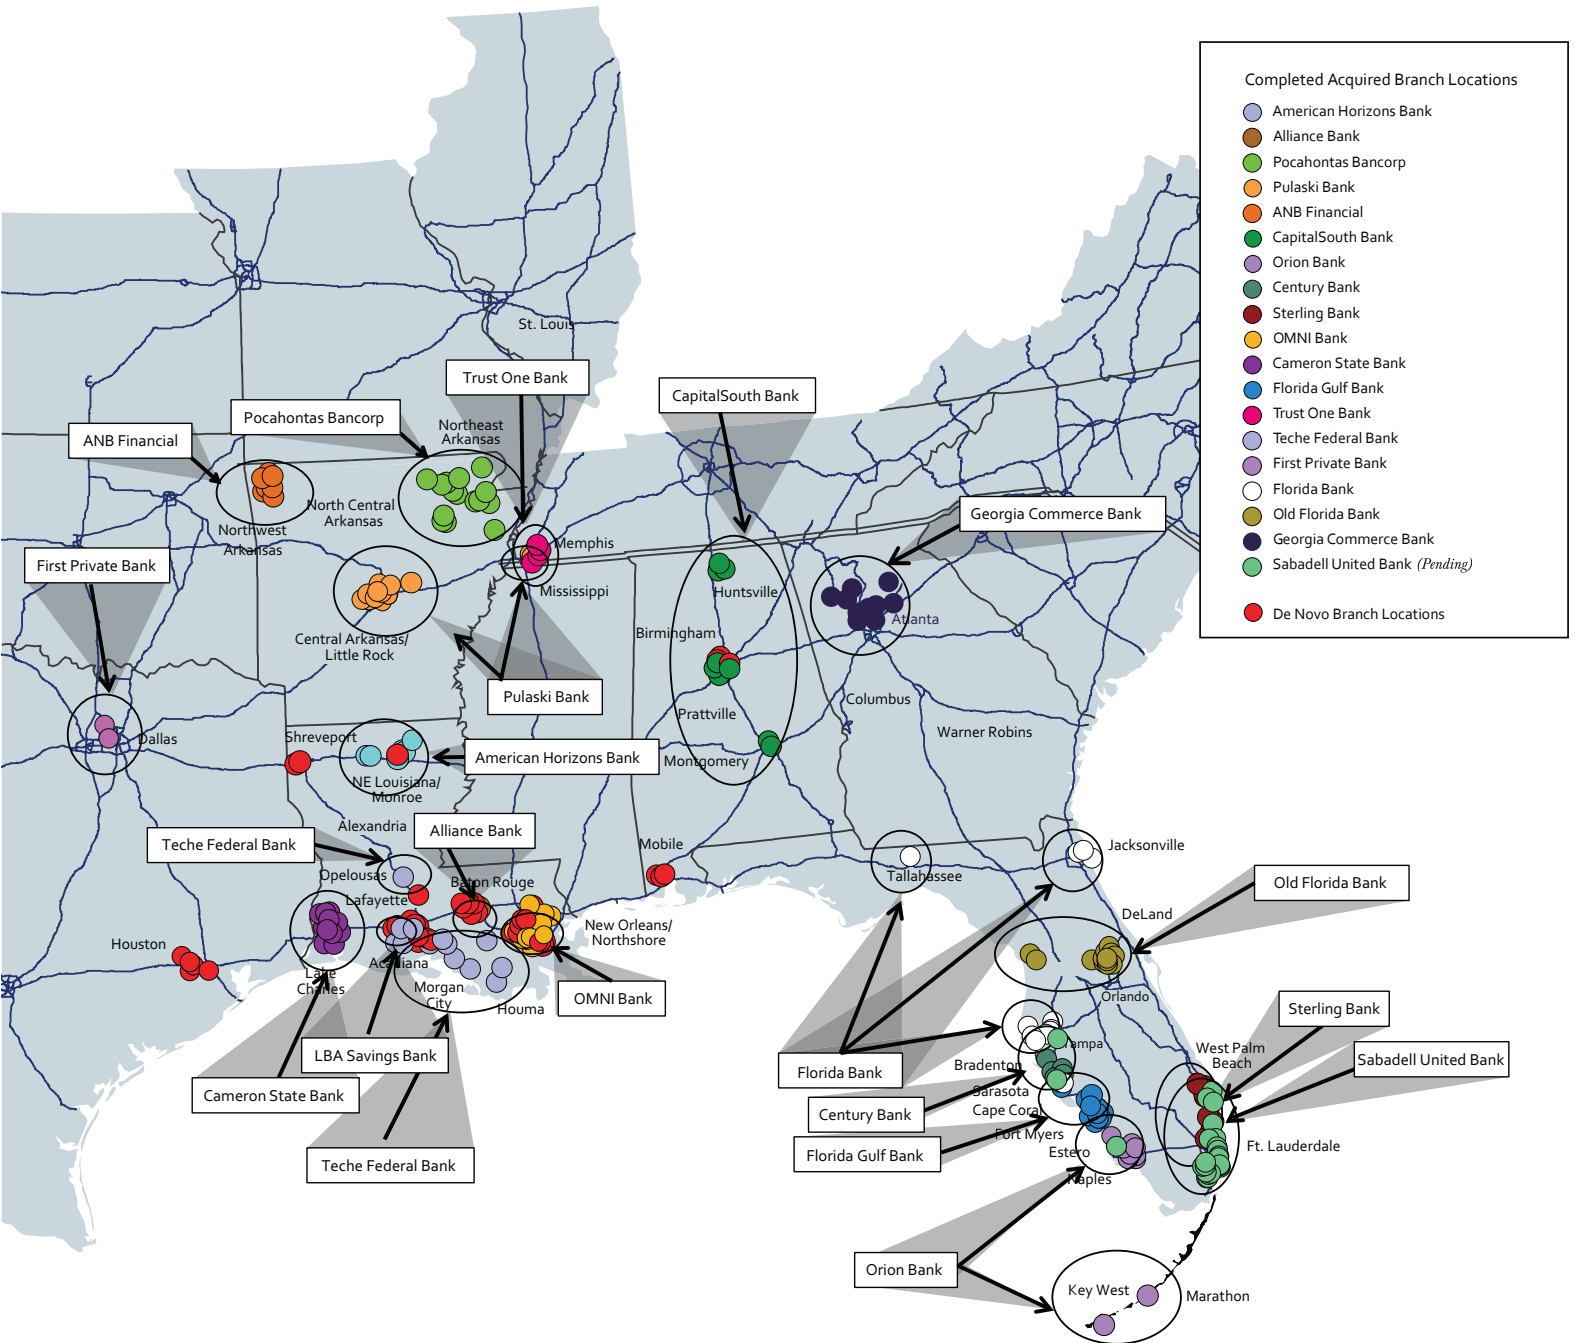 Completed Acquired Branch Locations
American Horizons Bank
Alliance Bank
Pocahontas Bancorp
Pulaski Bank
ANB Financial
CapitalSouth Bank
Orion Bank
Century Bank
Sterling Bank
OMNI Bank
Cameron State Bank
Florida Gulf Bank
Trust One Bank
Teche Federal Bank
First Private Bank
Florida Bank
Old Florida Bank
Georgia Commerce Bank
Sabadell United Bank (Pending)
De Novo Branch Locations
St. Louis
Trust One Bank
CapitalSouth Bank
Pocahontas Bancorp
Northeast
Arkansas
ANB Financial
North Central
Arkansas
Northwest
Arkansas
Georgia Commerce Bank
Memphis
First Private Bank
Mississippi
Huntsville
Atlanta
Birmingham
Central Arkansas/
Little Rock
Pulaski Bank
Columbus
Prattville
Warner Robins
Dallas
Shreveport
American Horizons Bank
Montgomery
NE Louisiana/
Monroe
Alexandria
Alliance Bank
Teche Federal Bank
Mobile
Jacksonville
Opelousas
Baton Rouge
Tallahassee
Old Florida Bank
Lafayette
DeLand
New Orleans/
Northshore
Houston
Acadiana
Lake
Charles
Morgan
City
Houma
OMNI Bank
Orlando
Sterling Bank
LBA Savings Bank
Tampa
West Palm
Beach
Sabadell United Bank
Bradenton
Florida Bank
Cameron State Bank
Sarasota
Century Bank
Cape Coral
Fort Myers
Florida Gulf Bank
Estero
Ft. Lauderdale
Teche Federal Bank
Naples
Orion Bank
Key West
Marathon